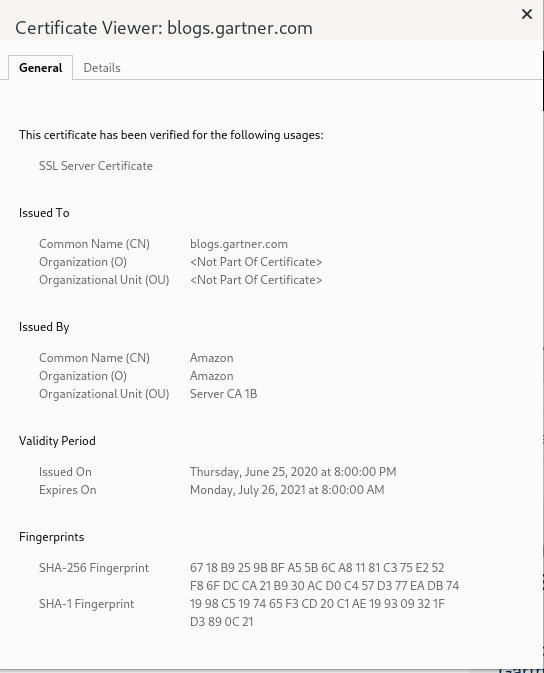 Certificate Viewer: blogs.gartner.com
General Details
This certificate has been verified for the following usages:
SSL Server Certificate
Issued To
Common Name (CN) blogs.gartner.com
Organization (O) <Not Part Of Certificate>
Organizational Unit (OU) <Not Part Of Certificate>
Issued By
Common Name (CN) Amazon
Organization (O) Amazon
Organizational Unit (OU) Server CA 1B
Validity Period
Issued On Thursday, June 25, 2020 at 8:00:00 PM
Expires On Monday, July 26, 2021 at 8:00:00 AM
Fingerprints
SHA-256 Fingerprint 67 18 B9 25 9B BF A5 5B 6C A8 11 81 C3 75 E2 52
F8 6F DC CA 21 B9 30 AC D0 C4 57 D3 77 EA DB 74
SHA-1 Fingerprint 19 98 C5 19 74 65 F3 CD 20 C1 AE 19 93 09 32 1F
D3 89 0C 21